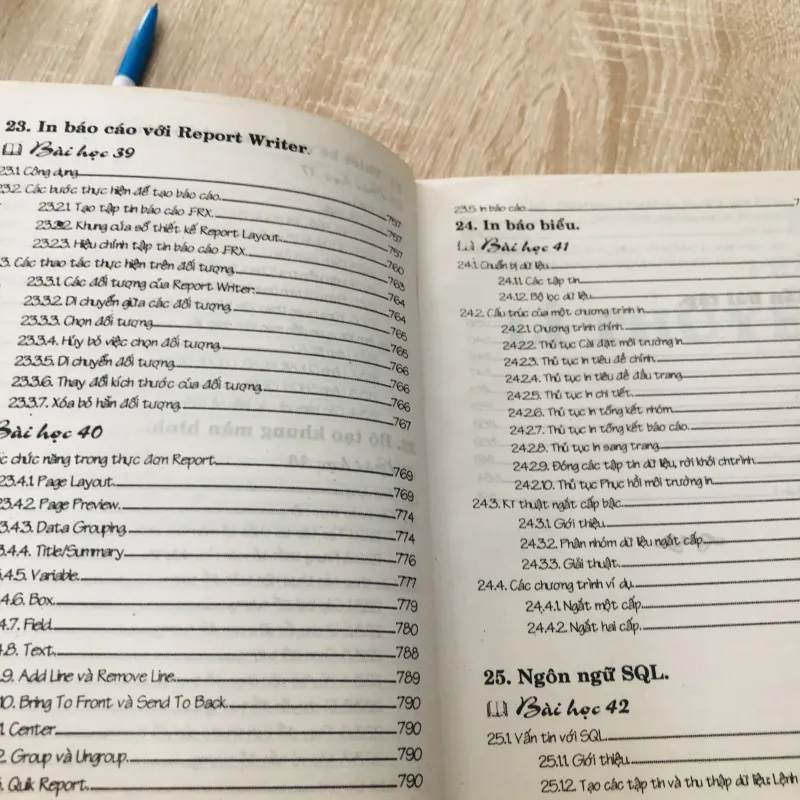 23. In báo cáo với Report Writer.
Bài học 39
23.1 Công dụng
23.2. Các bước thực hiện để tạo báo cáo. 757
23.2.1. Tạo tập tin báo cáo .FRX. 757
23.2.2. Khung cửa sổ thiết kế Report Layout. 757
23.2.3. Hiệu chỉnh tập tin báo cáo .FRX. 760
3. Các thao tác thực hiện trên đối tượng. 763
23.3.1. Các đối tượng của Report Writer. 764
23.3.2. Di chuyển giữa các đối tượng. 764
23.3.3. Chọn đối tượng. 765
23.3.4. Hủy bỏ việc chọn đối tượng. 765
23.3.5. Di chuyển đối tượng. 766
23.3.6. Thay đổi kích thước của đối tượng. 766
23.3.7. Xóa bỏ hẳn đối tượng. 767
Bài học 40
c chức năng trong thực đơn Report. 769
23.4.1 Page Layout. 769
23.4.2. Page Preview. 774
3.4.3. Data Grouping. 774
3.4.4. Title/Summary 776
3.4.5. Variable. 777
4.6. Box. 779
4.7. Field. 780
4.8. Text. 788
.9. Add Line và Remove Line. 789
10. Bring To Front và Send To Back. 790
1 Center. 790
2. Group và Ungroup. 790
Quik Report. 790
23.5. In báo cáo. 7
24. In báo biểu.
Bài học 41
24.1 Chuẩn bị dữ liệu.
24.1.1. Các tập tin.
24.1.2. Bộ lọc dữ liệu.
24.2. Cấu trúc của một chương trình in.
24.2.1 Chương trình chính.
24.2.2. Thủ tục Cài đặt môi trường in.
24.2.3. Thủ tục In tiêu đề chính.
24.2.4. Thủ tục In tiêu đề đầu trang.
24.2.5. Thủ tục In chi tiết.
24.2.6. Thủ tục In tổng kết nhóm.
24.2.7. Thủ tục In tổng kết báo cáo.
24.2.8. Thủ tục In sang trang.
24.2.9. Đóng các tập tin dữ liệu, rời khỏi chtrình.
24.2.10. Thủ tục Phục hồi môi trường in.
24.3. Kĩ thuật ngắt cấp bậc.
24.3.1 Giới thiệu.
24.3.2. Phân nhóm dữ liệu ngắt cấp.
24.3.3. Giải thuật.
24.4. Các chương trình ví dụ.
24.4.1 Ngắt một cấp.
24.4.2. Ngắt hai cấp.
25. Ngôn ngữ SQL.
Bài học 42
25.1 Vấn tin với SQL.
25.1.1 Giới thiệu.
25.1.2. Tạo các tập tin và thu thập dữ liệu: Lệnh